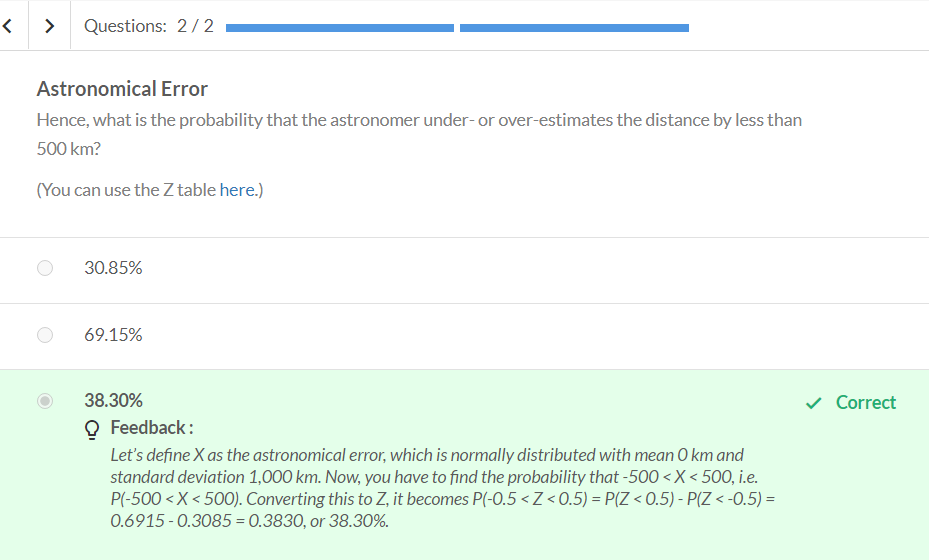 Questions: 2 / 2
Astronomical Error
Hence, what is the probability that the astronomer under- or over-estimates the distance by less than
500 km?
(You can use the Z table here.)
30.85%
69.15%
38.30%
Correct
Feedback :
Let's define X as the astronomical error, which is normally distributed with mean 0 km and
standard deviation 1,000 km. Now, you have to find the probability that -500 < X < 500, i.e.
P(-500 < X < 500). Converting this to Z, it becomes P(-0.5 < Z < 0.5) = P(Z < 0.5) - P(Z < -0.5) =
0.6915 - 0.3085 = 0.3830, or 38.30%.